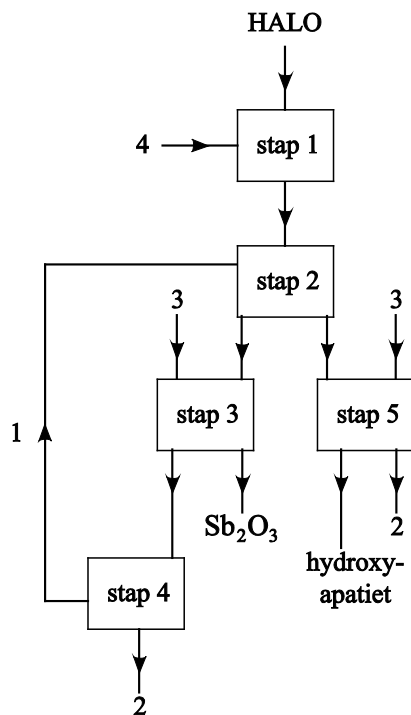 HALO
4
stap 1
stap 2
3
3
stap 3
stap 5
1
Sb₂O₃
2
hydroxy-
apatiet
stap 4
2